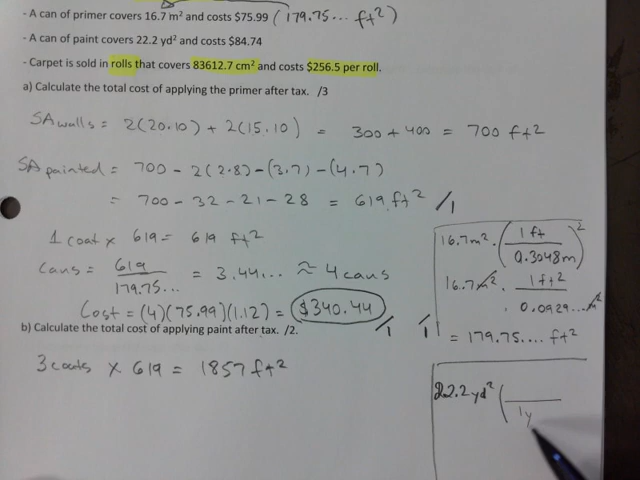 - A can of primer covers 16.7 m² and costs $75.99 (179.75... ft²)
- A can of paint covers 22.2 yd² and costs $84.74
- Carpet is sold in rolls that covers 83612.7 cm² and costs $256.5 per roll.
a) Calculate the total cost of applying the primer after tax. /3
SA walls = 2(20·10) + 2(15·10) = 300 + 400 = 700 ft²
SA painted = 700 - 2(2·8) - (3·7) - (4·7)
= 700 - 32 - 21 - 28 = 619 ft² /1
1 coat × 619 = 619 ft²
Cans = 619/179.75... = 3.44... ≈ 4 cans
Cost = (4)(75.99)(1.12) = $340.44 /1
16.7m² · (1 ft/0.3048m)²
16.7m² · 1 ft²/0.0929...m²
/1 = 179.75.... ft²
b) Calculate the total cost of applying paint after tax. /2.
3 coats × 619 = 1857 ft²
22.2 yd² ( 1y